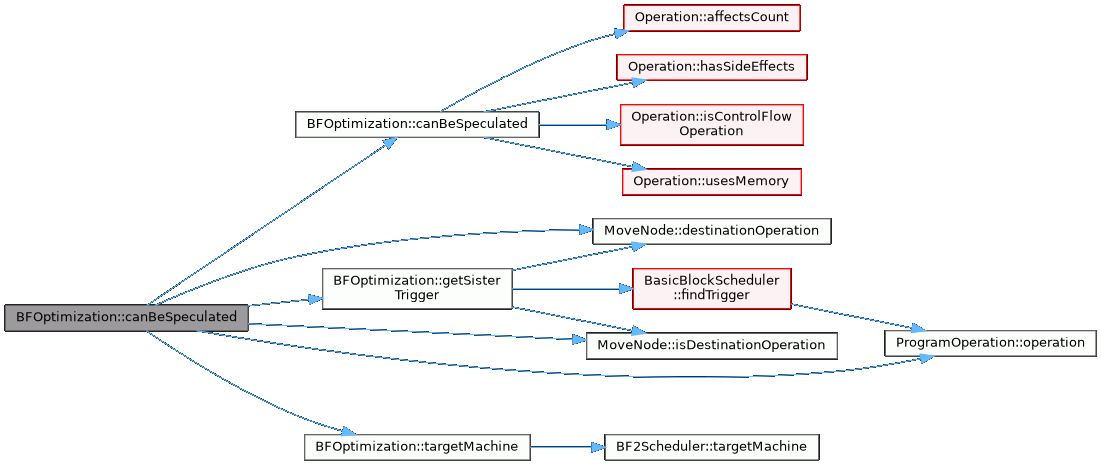 Operation::affectsCount
Operation::hasSideEffects
BFOptimization::canBeSpeculated
Operation::isControlFlow
Operation
Operation::usesMemory
MoveNode::destinationOperation
BFOptimization::getSister
Trigger
BasicBlockScheduler
::findTrigger
BFOptimization::canBeSpeculated
MoveNode::isDestinationOperation
ProgramOperation::operation
BFOptimization::targetMachine
BF2Scheduler::targetMachine